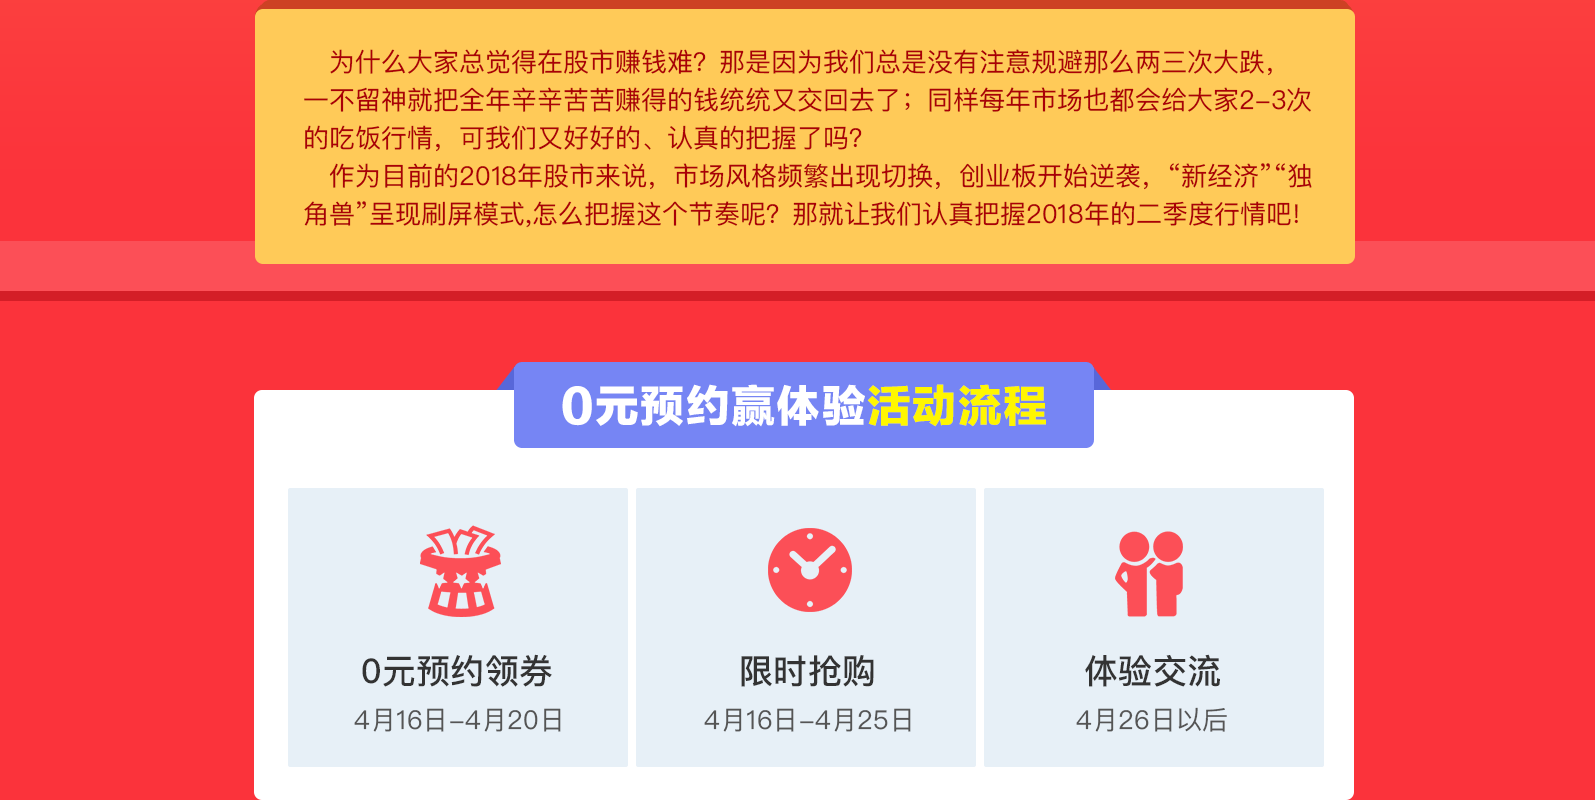 为什么大家总觉得在股市赚钱难？那是因为我们总是没有注意规避那么两三次大跌，
一不留神就把全年辛辛苦苦赚得的钱统统又交回去了；同样每年市场也都会给大家2-3次
的吃饭行情，可我们又好好的、认真的把握了吗？
作为目前的2018年股市来说，市场风格频繁出现切换，创业板开始逆袭，“新经济”“独
角兽”呈现刷屏模式,怎么把握这个节奏呢？那就让我们认真把握2018年的二季度行情吧!
0元预约赢体验活动流程
0元预约领券
4月16日-4月20日
限时抢购
4月16日-4月25日
体验交流
4月26日以后